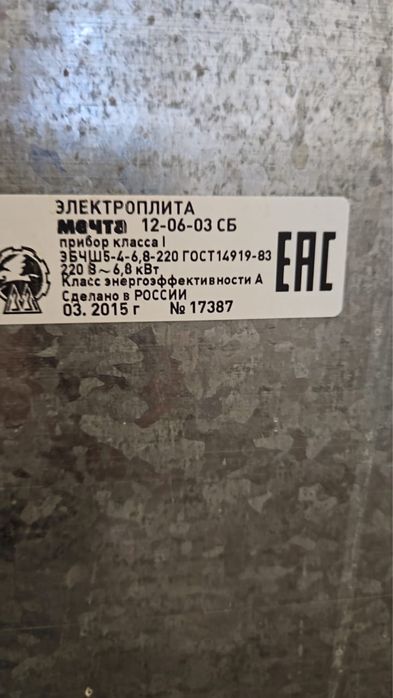 ЭЛЕКТРОПЛИТА
мечта 12-06-03 СБ
прибор класса I
ЭБЧШ5-4-6,8-220 ГОСТ14919-83
220 В ~ 6,8 кВт
Класс энергоэффективности А
Сделано в РОССИИ
03. 2015 г № 17387
ЕАС